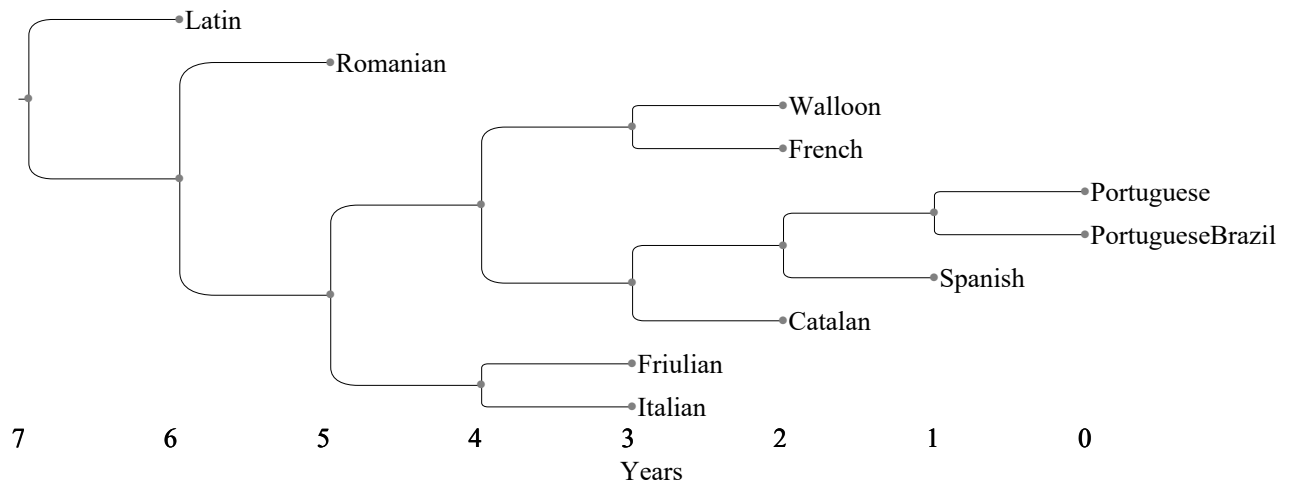 Latin
Romanian
Walloon
French
Portuguese
PortugueseBrazil
Spanish
Catalan
Friulian
Italian
7 6 5 4 3 2 1 0
Years